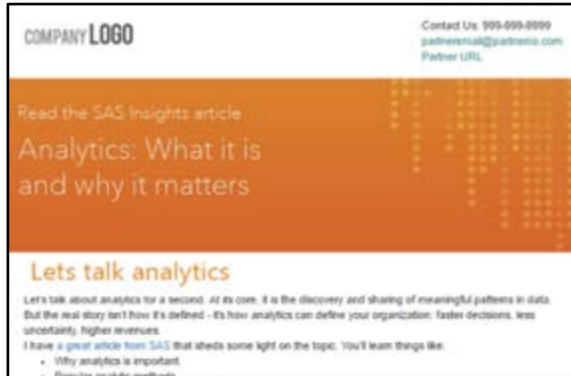 COMPANY LOGO
Contact Us: 999-999-9999
partneremail@partnerco.com
Partner URL
Read the SAS Insights article
Analytics: What it is
and why it matters
Lets talk analytics
Let's talk about analytics for a second. At its core, it is the discovery and sharing of meaningful patterns in data.
But the real story isn't how it's defined - it's how analytics can define your organization: faster decisions, less
uncertainty, higher revenues.
I have a great article from SAS that sheds some light on the topic. You'll learn things like:
• Why analytics is important.
• Popular analytic methods